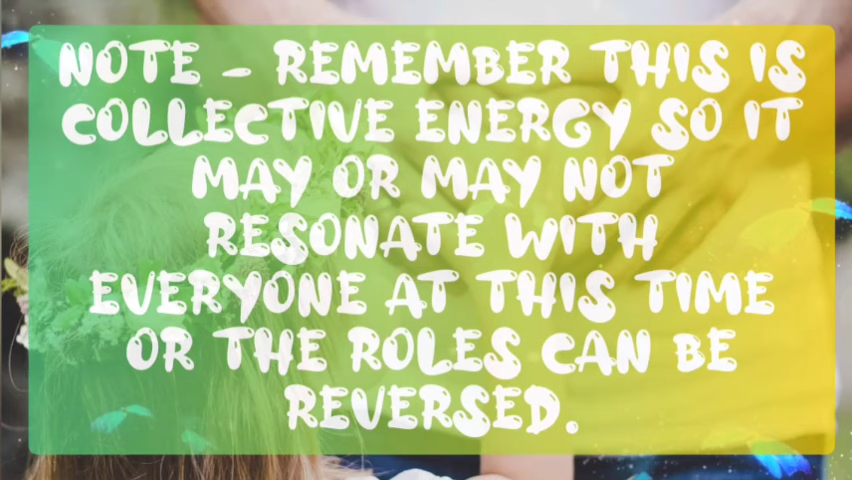 NOTE - REMEMBER THIS IS
COLLECTIVE ENERGY SO IT
MAY OR MAY NOT
RESONATE WITH
EVERYONE AT THIS TIME
OR THE ROLES CAN BE
REVERSED.